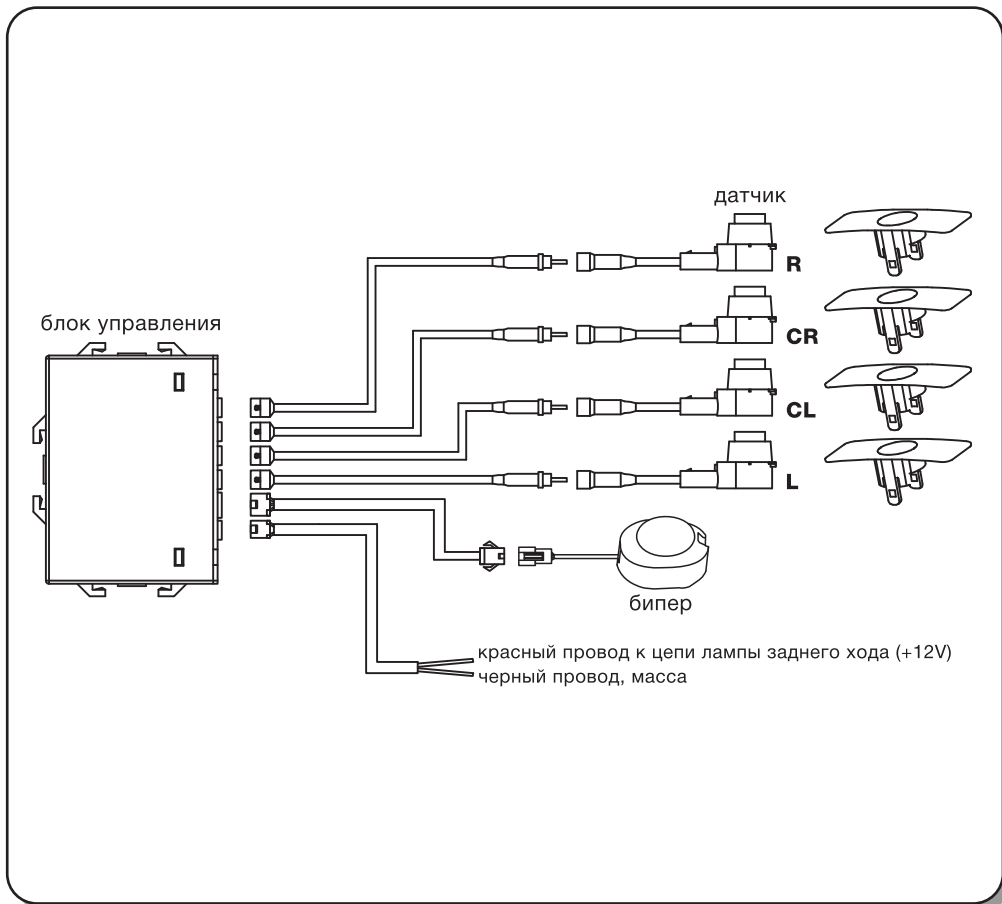 датчик
R
блок управления
CR
CL
L
бипер
красный провод к цепи лампы заднего хода (+12V)
черный провод, масса